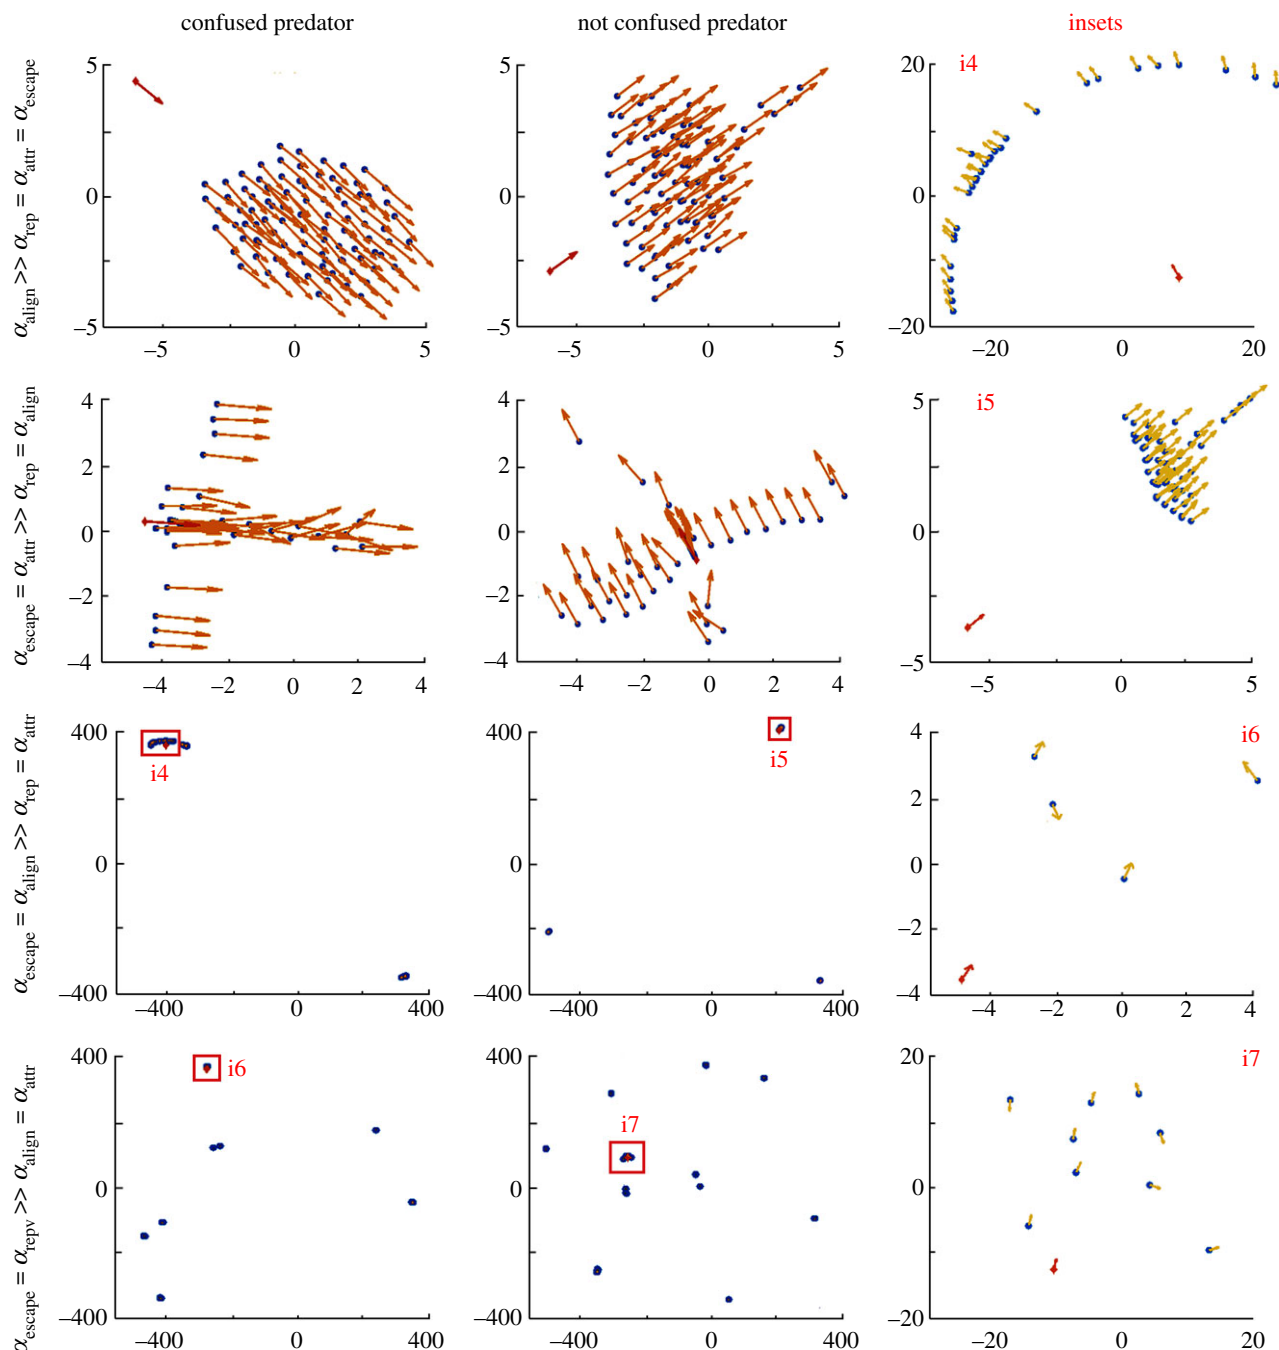 confused predator not confused predator insets
α_align >> α_rep = α_attr = α_escape
5
0
–5
–5 0 5
5
0
–5
–5 0 5
i4
20
0
–20
–20 0 20
α_escape = α_attr >> α_rep = α_align
4
2
0
–2
–4
–4 –2 0 2 4
4
2
0
–2
–4
–4 –2 0 2 4
i5
5
0
–5
–5 0 5
α_escape = α_align >> α_rep = α_attr
400
i4
0
–400
–400 0 400
400
i5
0
–400
–400 0 400
i6
4
2
0
–2
–4
–4 –2 0 2 4
α_escape = α_repv >> α_align = α_attr
400
i6
0
–400
–400 0 400
400
i7
0
–400
–400 0 400
i7
20
0
–20
–20 0 20